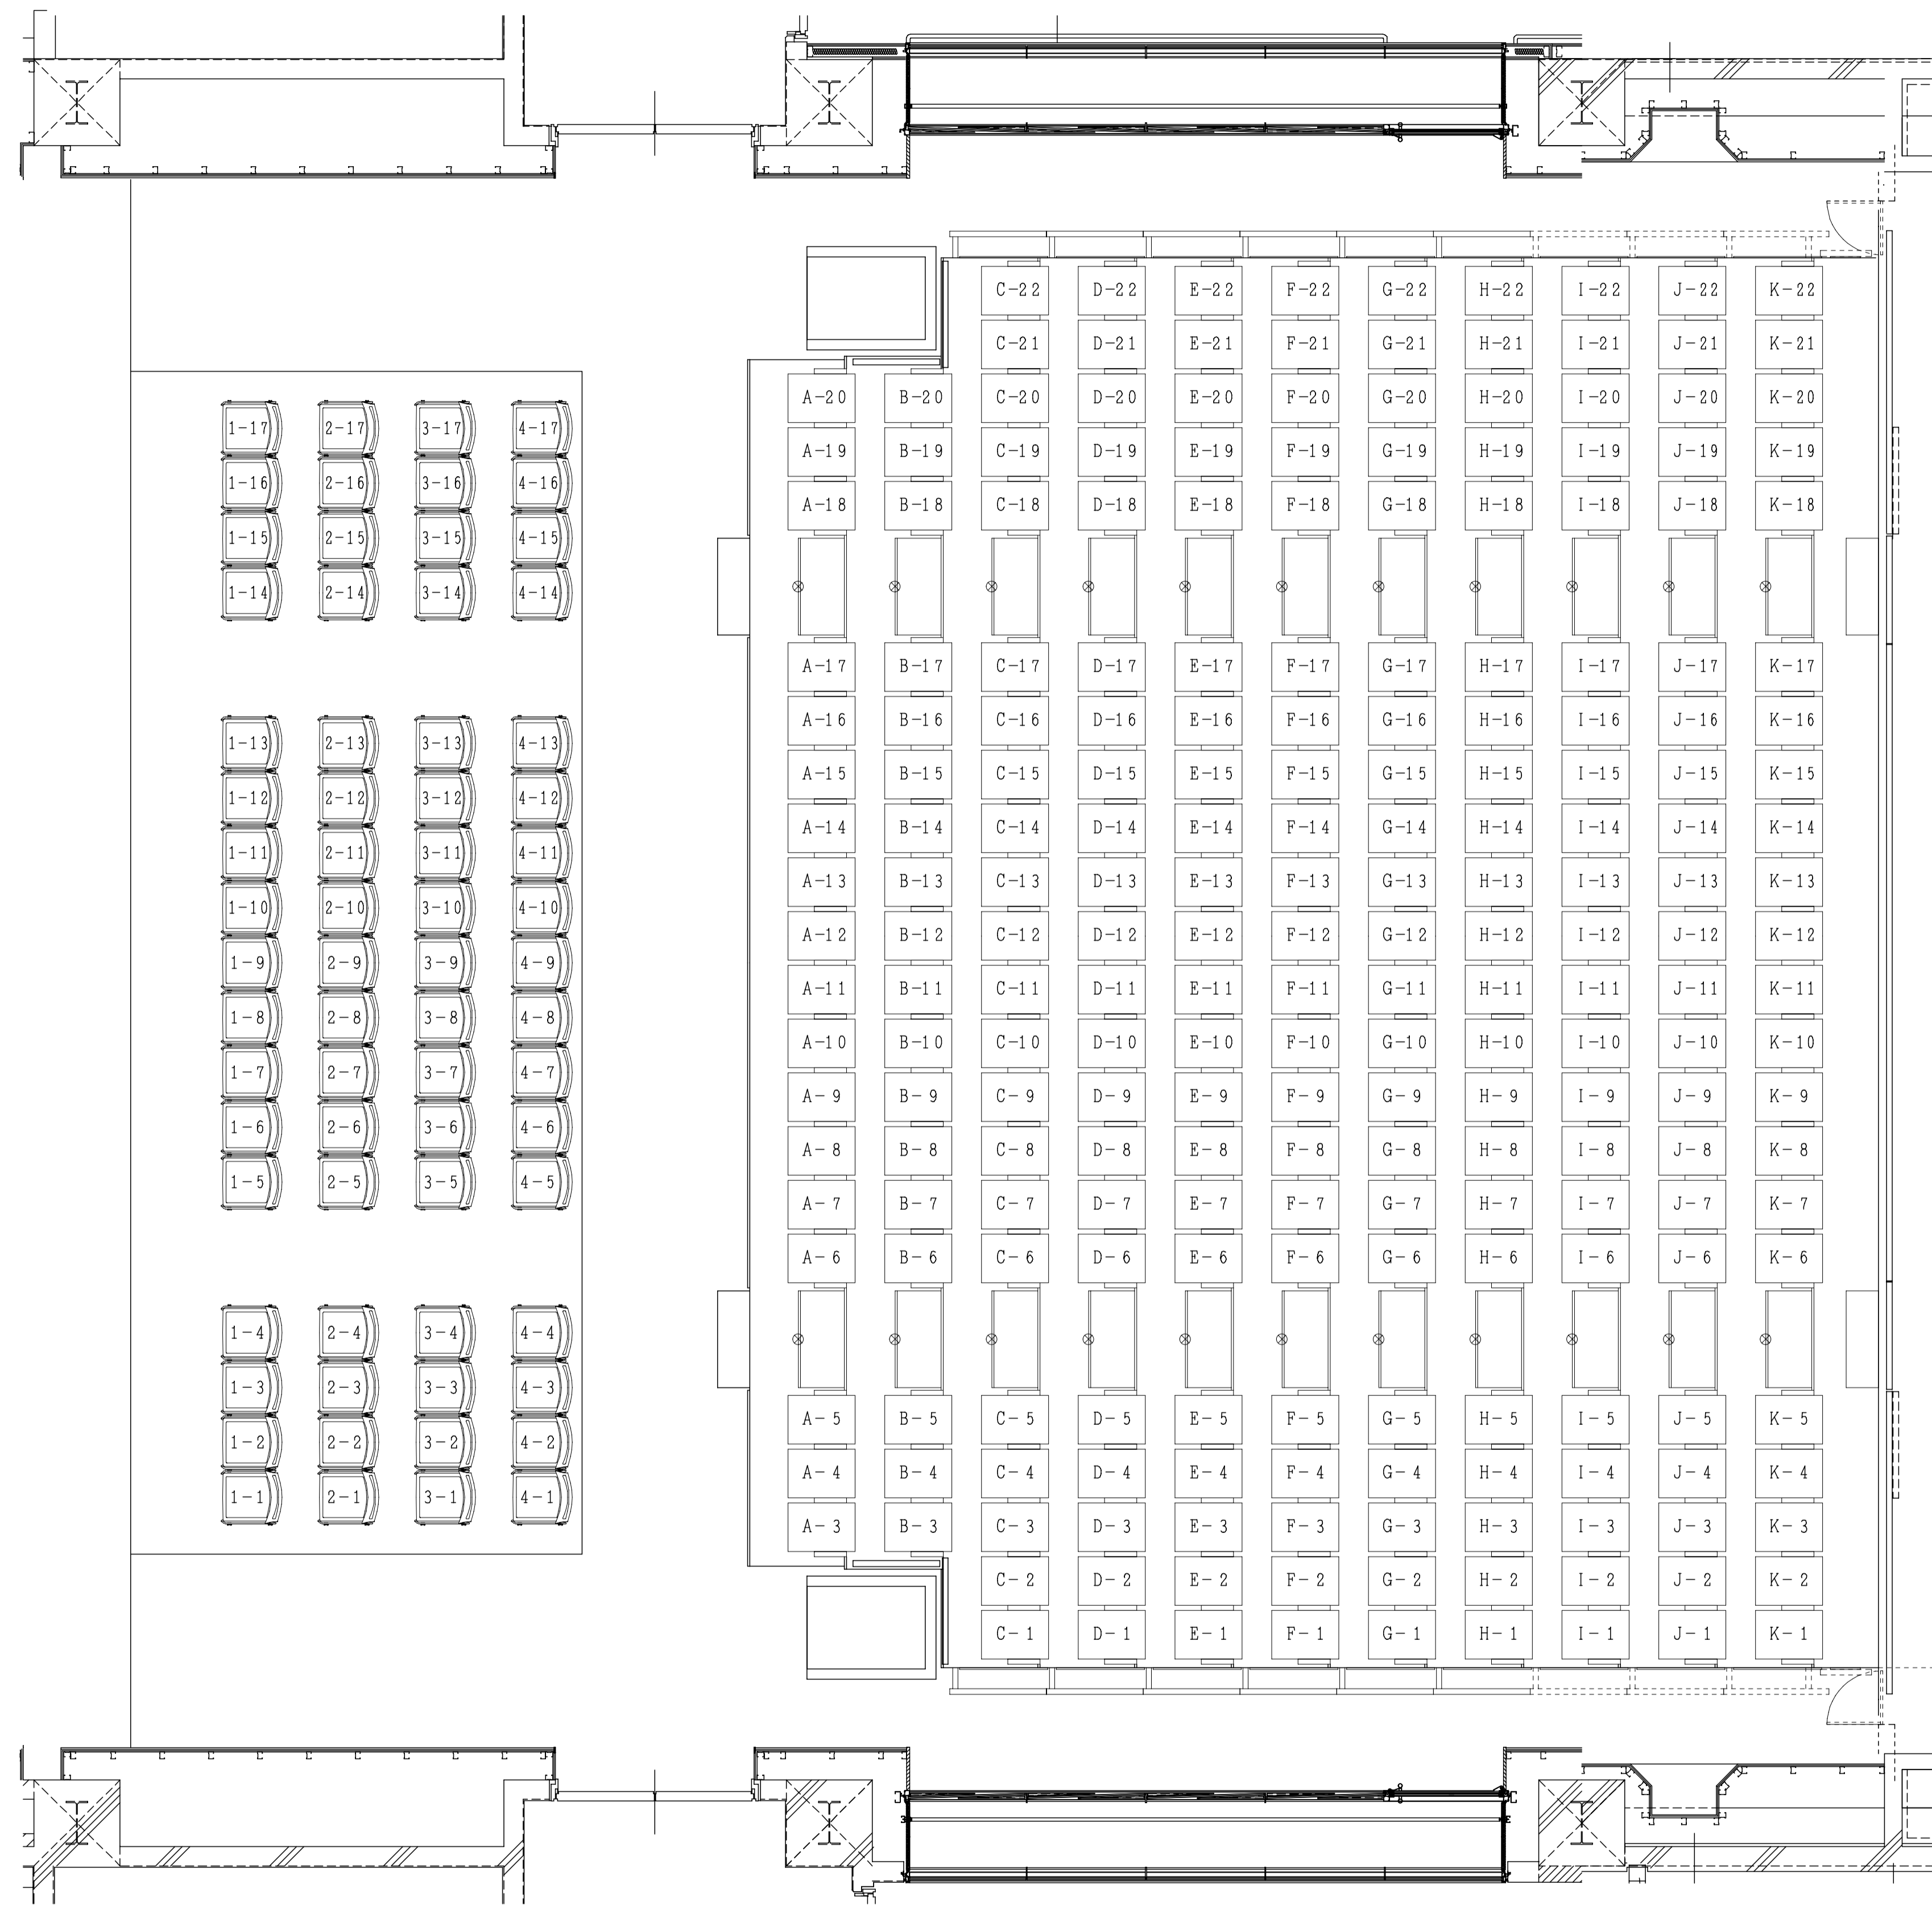 C-22 D-22 E-22 F-22 G-22 H-22 I-22 J-22 K-22
C-21 D-21 E-21 F-21 G-21 H-21 I-21 J-21 K-21
A-20 B-20 C-20 D-20 E-20 F-20 G-20 H-20 I-20 J-20 K-20
1-17 2-17 3-17 4-17
A-19 B-19 C-19 D-19 E-19 F-19 G-19 H-19 I-19 J-19 K-19
1-16 2-16 3-16 4-16
A-18 B-18 C-18 D-18 E-18 F-18 G-18 H-18 I-18 J-18 K-18
1-15 2-15 3-15 4-15
1-14 2-14 3-14 4-14
A-17 B-17 C-17 D-17 E-17 F-17 G-17 H-17 I-17 J-17 K-17
A-16 B-16 C-16 D-16 E-16 F-16 G-16 H-16 I-16 J-16 K-16
1-13 2-13 3-13 4-13
A-15 B-15 C-15 D-15 E-15 F-15 G-15 H-15 I-15 J-15 K-15
1-12 2-12 3-12 4-12
A-14 B-14 C-14 D-14 E-14 F-14 G-14 H-14 I-14 J-14 K-14
1-11 2-11 3-11 4-11
A-13 B-13 C-13 D-13 E-13 F-13 G-13 H-13 I-13 J-13 K-13
1-10 2-10 3-10 4-10
A-12 B-12 C-12 D-12 E-12 F-12 G-12 H-12 I-12 J-12 K-12
1-9 2-9 3-9 4-9
A-11 B-11 C-11 D-11 E-11 F-11 G-11 H-11 I-11 J-11 K-11
1-8 2-8 3-8 4-8
A-10 B-10 C-10 D-10 E-10 F-10 G-10 H-10 I-10 J-10 K-10
1-7 2-7 3-7 4-7
A-9 B-9 C-9 D-9 E-9 F-9 G-9 H-9 I-9 J-9 K-9
1-6 2-6 3-6 4-6
A-8 B-8 C-8 D-8 E-8 F-8 G-8 H-8 I-8 J-8 K-8
1-5 2-5 3-5 4-5
A-7 B-7 C-7 D-7 E-7 F-7 G-7 H-7 I-7 J-7 K-7
A-6 B-6 C-6 D-6 E-6 F-6 G-6 H-6 I-6 J-6 K-6
1-4 2-4 3-4 4-4
1-3 2-3 3-3 4-3
A-5 B-5 C-5 D-5 E-5 F-5 G-5 H-5 I-5 J-5 K-5
1-2 2-2 3-2 4-2
A-4 B-4 C-4 D-4 E-4 F-4 G-4 H-4 I-4 J-4 K-4
1-1 2-1 3-1 4-1
A-3 B-3 C-3 D-3 E-3 F-3 G-3 H-3 I-3 J-3 K-3
C-2 D-2 E-2 F-2 G-2 H-2 I-2 J-2 K-2
C-1 D-1 E-1 F-1 G-1 H-1 I-1 J-1 K-1